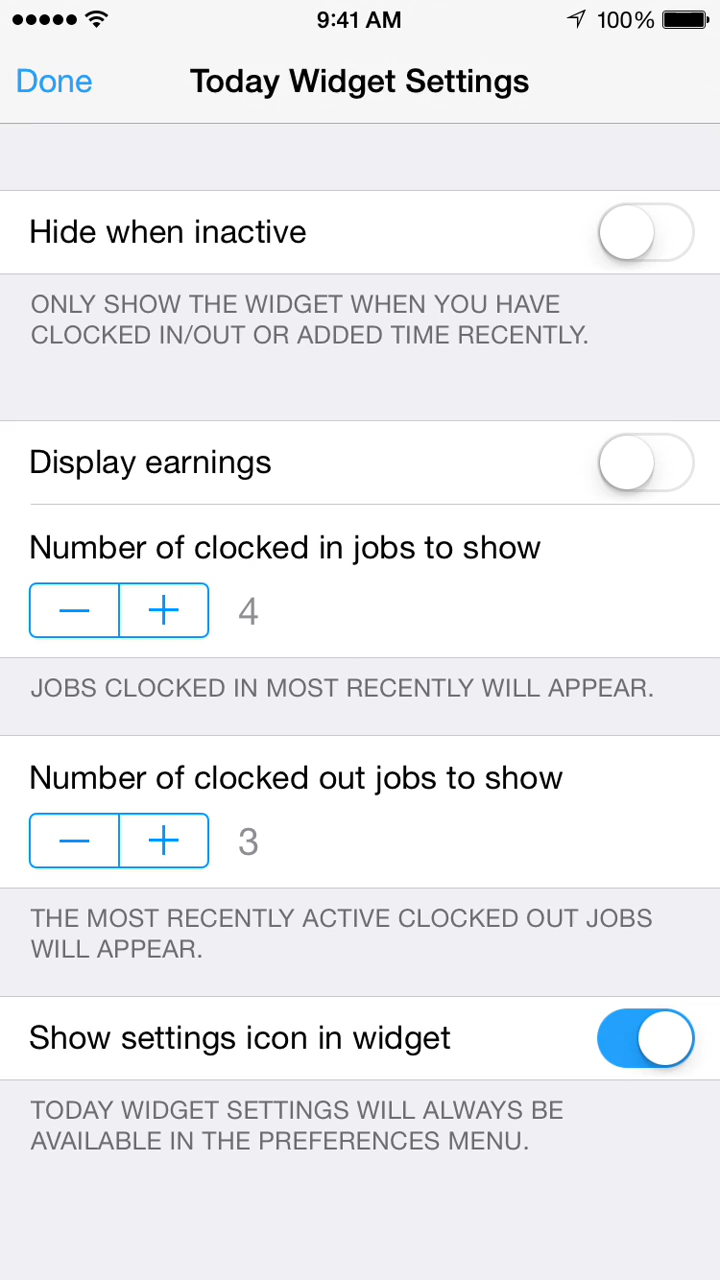 9:41 AM 100%
Done Today Widget Settings
Hide when inactive
ONLY SHOW THE WIDGET WHEN YOU HAVE
CLOCKED IN/OUT OR ADDED TIME RECENTLY.
Display earnings
Number of clocked in jobs to show
— + 4
JOBS CLOCKED IN MOST RECENTLY WILL APPEAR.
Number of clocked out jobs to show
— + 3
THE MOST RECENTLY ACTIVE CLOCKED OUT JOBS
WILL APPEAR.
Show settings icon in widget
TODAY WIDGET SETTINGS WILL ALWAYS BE
AVAILABLE IN THE PREFERENCES MENU.